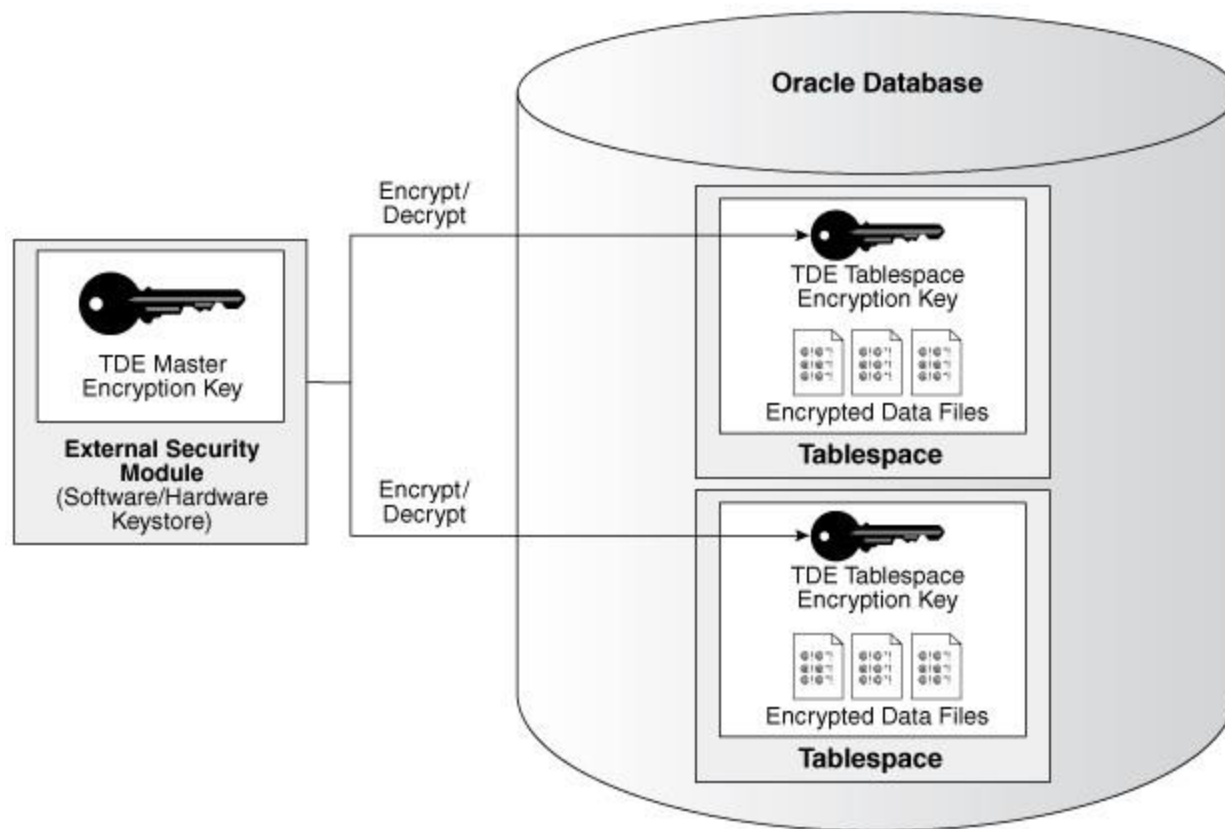 Oracle Database
Encrypt/
Decrypt
TDE Master
Encryption Key
External Security
Module
(Software/Hardware
Keystore)
TDE Tablespace
Encryption Key
Encrypted Data Files
Tablespace
Encrypt/
Decrypt
TDE Tablespace
Encryption Key
Encrypted Data Files
Tablespace